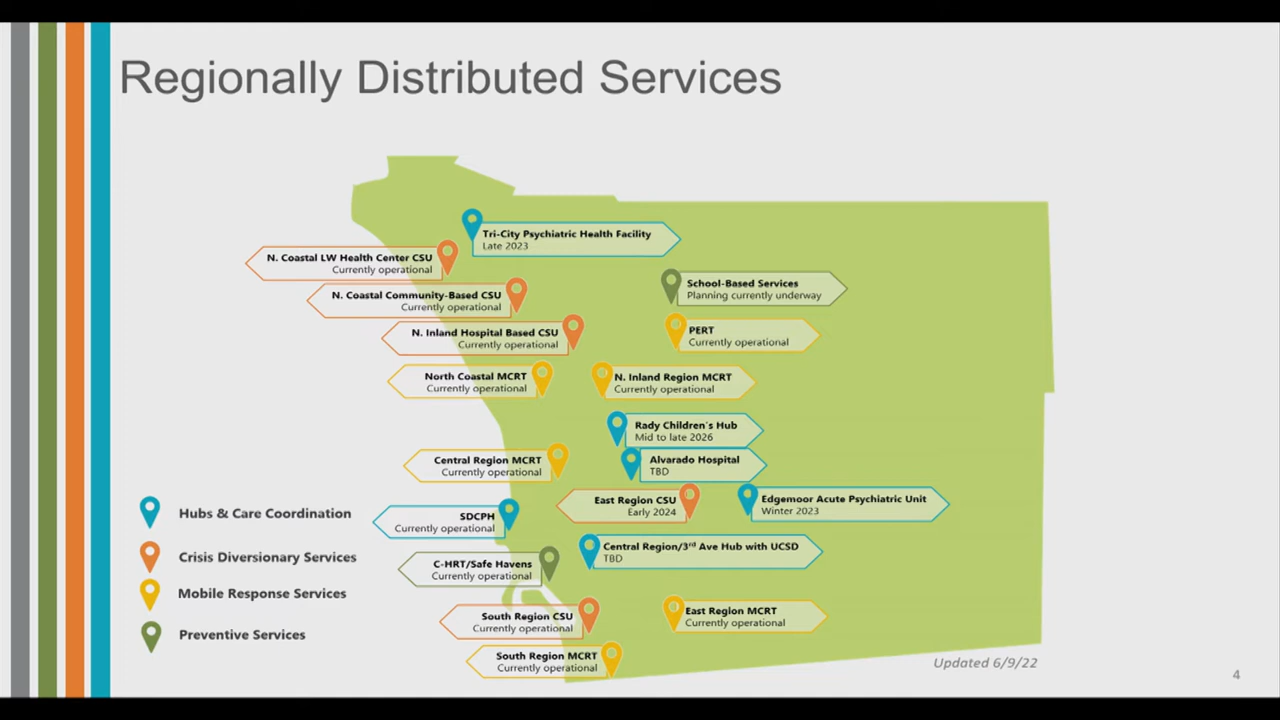 Regionally Distributed Services
Tri-City Psychiatric Health Facility
Late 2023
N. Coastal LW Health Center CSU
Currently operational
School-Based Services
Planning currently underway
N. Coastal Community-Based CSU
Currently operational
N. Inland Hospital Based CSU
Currently operational
PERT
Currently operational
North Coastal MCRT
Currently operational
N. Inland Region MCRT
Currently operational
Rady Children's Hub
Mid to late 2026
Central Region MCRT
Currently operational
Alvarado Hospital
TBD
East Region CSU
Early 2024
Edgemoor Acute Psychiatric Unit
Winter 2023
SDCPH
Currently operational
Central Region/3rd Ave Hub with UCSD
TBD
C-HRT/Safe Havens
Currently operational
South Region CSU
Currently operational
East Region MCRT
Currently operational
South Region MCRT
Currently operational
Hubs & Care Coordination
Crisis Diversionary Services
Mobile Response Services
Preventive Services
Updated 6/9/22
4